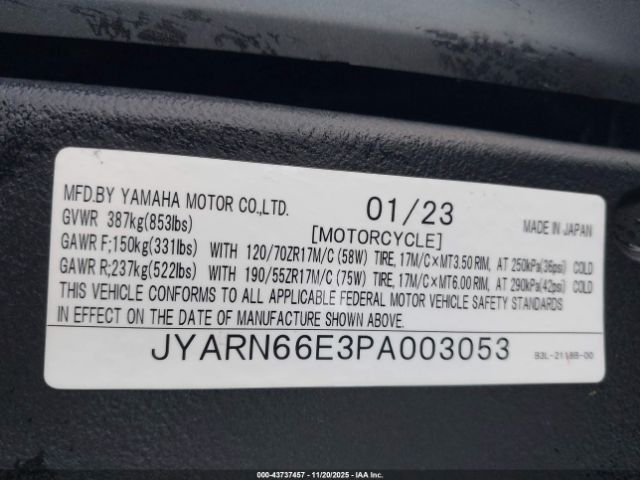 MFD.BY YAMAHA MOTOR CO.,LTD. 01/23 MADE IN JAPAN
GVWR 387kg(853lbs) [MOTORCYCLE]
GAWR F;150kg(331lbs) WITH 120/70ZR17M/C (58W) TIRE, 17M/C×MT3.50 RIM, AT 250kPa(36psi) COLD
GAWR R;237kg(522lbs) WITH 190/55ZR17M/C (75W) TIRE, 17M/C×MT6.00 RIM, AT 290kPa(42psi) COLD
THIS VEHICLE CONFORMS TO ALL APPLICABLE FEDERAL MOTOR VEHICLE SAFETY STANDARDS
IN EFFECT ON THE DATE OF MANUFACTURE SHOWN ABOVE.
JYARN66E3PA003053 B3L-2118B-00
000-43737457 - 11/20/2025 - IAA Inc.